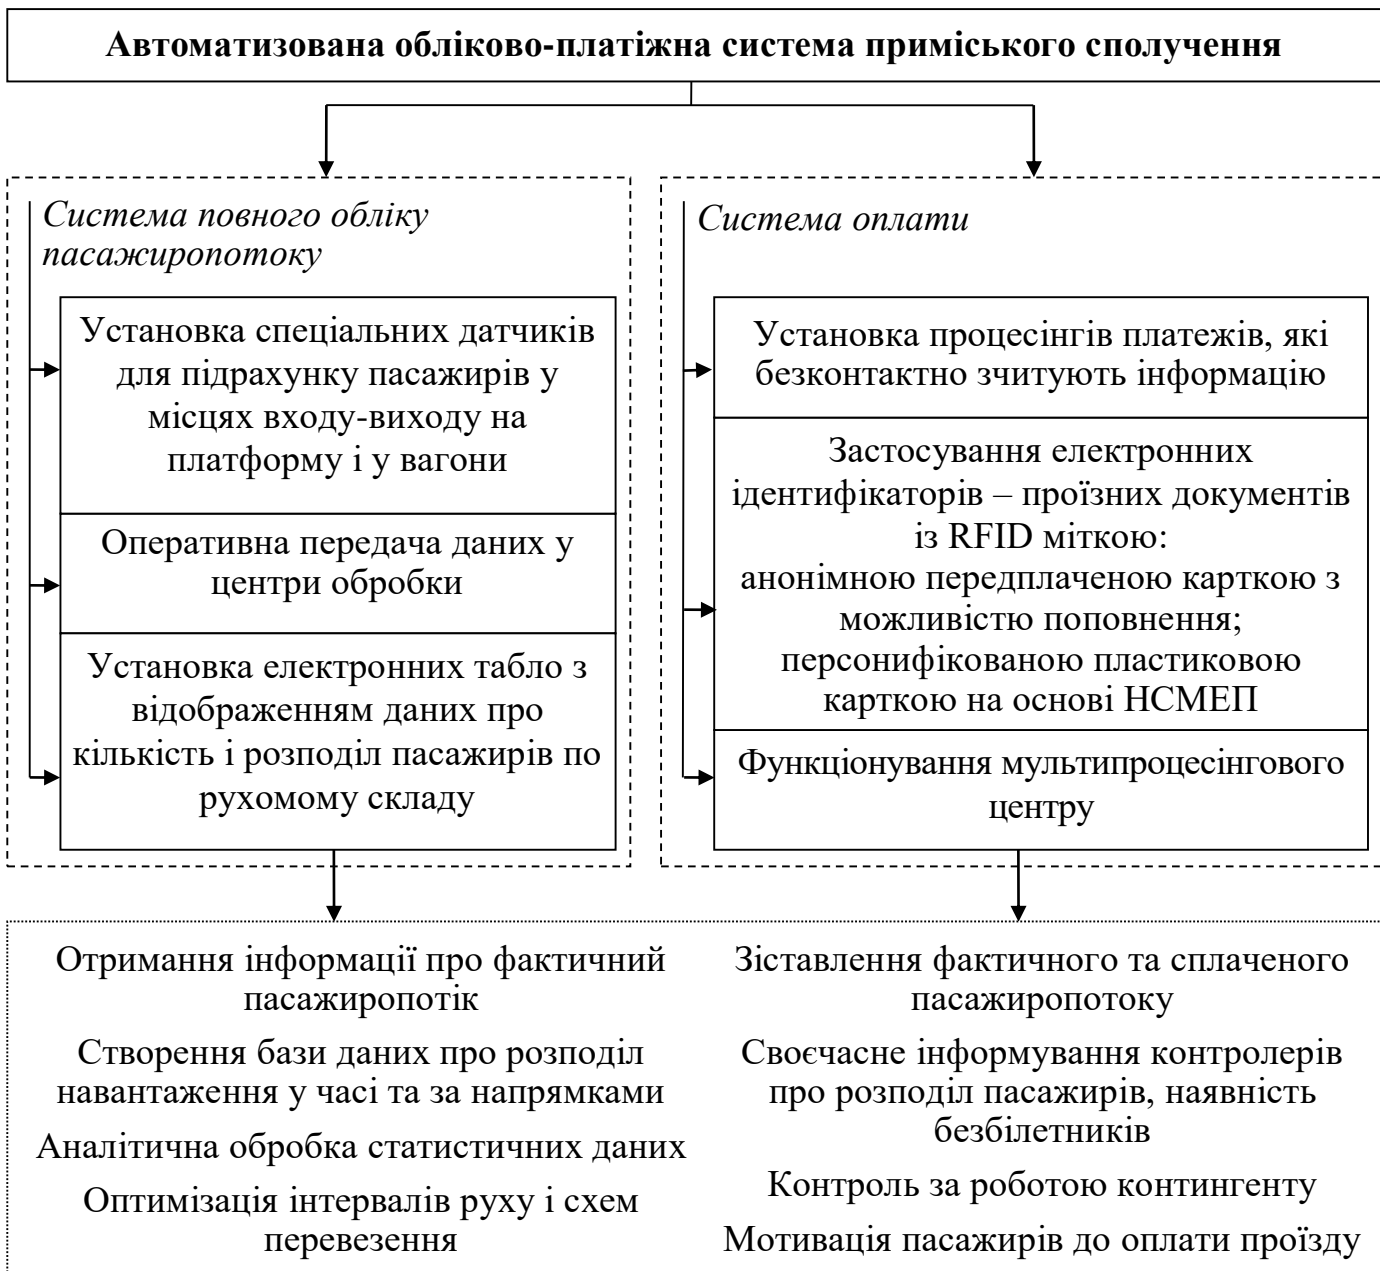 Автоматизована обліково-платіжна система приміського сполучення
Система повного обліку
пасажиропотоку
Установка спеціальних датчиків
для підрахунку пасажирів у
місцях входу-виходу на
платформу і у вагони
Оперативна передача даних у
центри обробки
Установка електронних табло з
відображенням даних про
кількість і розподіл пасажирів по
рухомому складу
Система оплати
Установка процесінгів платежів, які
безконтактно зчитують інформацію
Застосування електронних
ідентифікаторів – проїзних документів
із RFID міткою:
анонімною передплаченою карткою з
можливістю поповнення;
персонифікованою пластиковою
карткою на основі НСМЕП
Функціонування мультипроцесінгового
центру
Отримання інформації про фактичний
пасажиропотік
Створення бази даних про розподіл
навантаження у часі та за напрямками
Аналітична обробка статистичних даних
Оптимізація інтервалів руху і схем
перевезення
Зіставлення фактичного та сплаченого
пасажиропотоку
Своєчасне інформування контролерів
про розподіл пасажирів, наявність
безбілетників
Контроль за роботою контингенту
Мотивація пасажирів до оплати проїзду